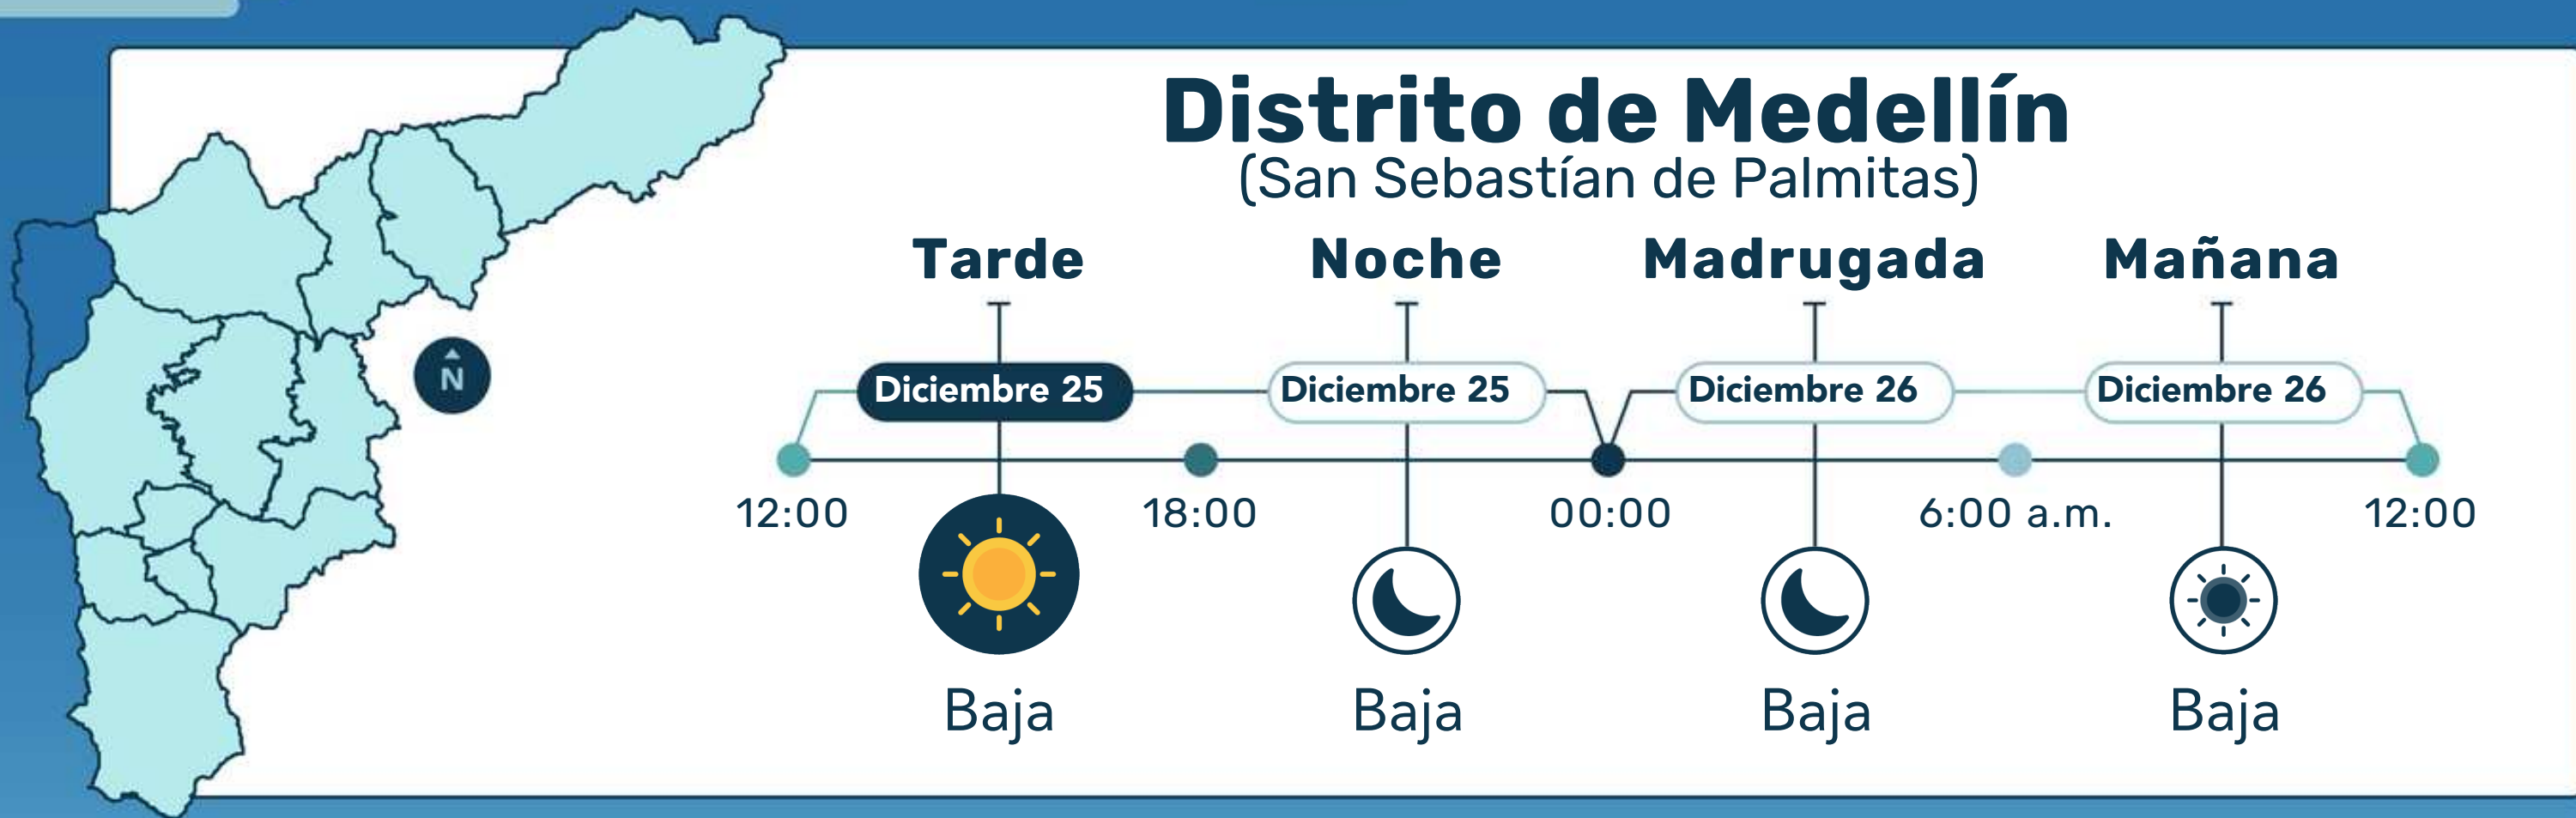 Distrito de Medellín
(San Sebastían de Palmitas)
Tarde Noche Madrugada Mañana
Diciembre 25 Diciembre 25 Diciembre 26 Diciembre 26
N
12:00 18:00 00:00 6:00 a.m. 12:00
Baja Baja Baja Baja